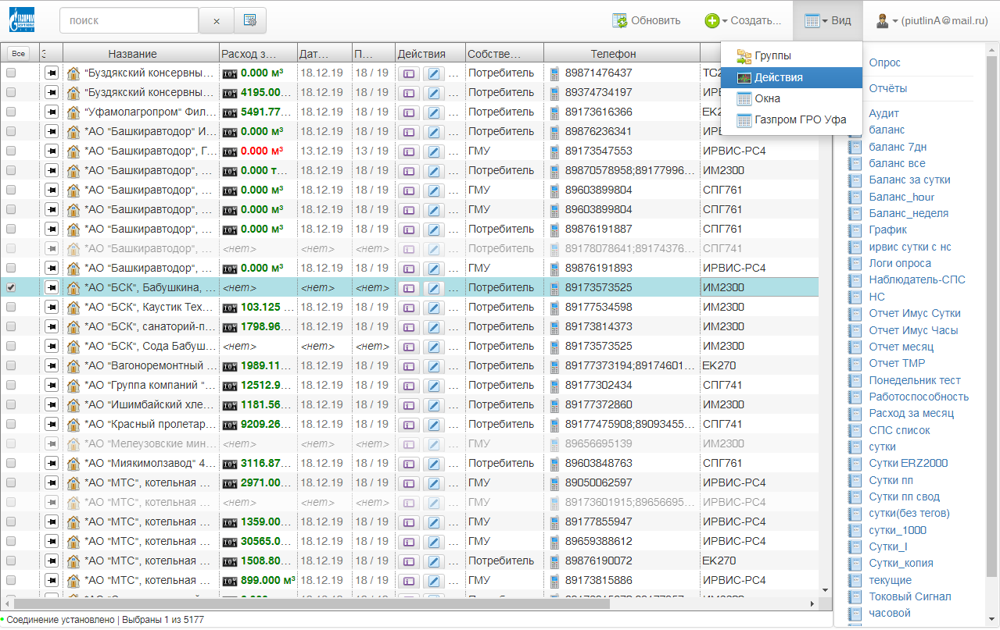 ГАЗПРОМ
поиск
Обновить
Создать...
Вид
(piutlinA@mail.ru)
Группы
Действия
Окна
Газпром ГРО Уфа
Все Название Расход з... Дат... П... Действия Собстве... Телефон
"Буздякский консервны... 0.000 м³ 18.12.19 18 / 19 ... Потребитель 89871476437
"Буздякский консервны... 4195.00... 18.12.19 18 / 19 ... Потребитель 89374734197
"Уфамолагропром" Фил... 5491.77... 18.12.19 18 / 19 ... Потребитель 89173616366
*АО "Башкиравтодор" И... 0.000 м³ 18.12.19 18 / 19 ... Потребитель 89876236341
*АО "Башкиравтодор", Г... 0.000 м³ 18.12.19 13 / 19 ... ГМУ 89173547553 ИРВИС-РС4
*АО "Башкиравтодор", ... 0.000 т... 18.12.19 18 / 19 ... Потребитель 89870578958;89177996... ИМ2300
*АО "Башкиравтодор", ... 0.000 м³ 18.12.19 18 / 19 ... ГМУ 89603899804 СПГ761
*АО "Башкиравтодор", ... 0.000 м³ 18.12.19 18 / 19 ... ГМУ 89603899804 СПГ761
*АО "Башкиравтодор", ... 0.000 м³ 18.12.19 18 / 19 ... Потребитель 89876191887 СПГ761
*АО "Башкиравтодор", ... <нет> <нет> <нет> ... Потребитель 89178078641;89174376... СПГ741
*АО "Башкиравтодор", ... 0.000 м³ 18.12.19 18 / 19 ... Потребитель 89876191893 ИРВИС-РС4
*АО "БСК", Бабушкина, ... <нет> <нет> <нет> ... Потребитель 89173573525 ИМ2300
*АО "БСК", Каустик Тех... 103.125 ... 18.12.19 18 / 19 ... Потребитель 89177534598 ИМ2300
*АО "БСК", санаторий-п... 1798.96... 18.12.19 18 / 19 ... Потребитель 89173814373 ИМ2300
*АО "БСК", Сода Бабуш... <нет> <нет> <нет> ... Потребитель 89173573525 ИМ2300
*АО "Вагоноремонтный ... 1989.11... 18.12.19 18 / 19 ... Потребитель 89177373194;89174601... ЕК270
*АО "Группа компаний "... 12512.9... 18.12.19 18 / 19 ... Потребитель 89177302434 СПГ741
*АО "Ишимбайский хле... 1181.56... 18.12.19 18 / 19 ... Потребитель 89177372860 ИМ2300
*АО "Красный пролетар... 9209.26... 18.12.19 18 / 19 ... Потребитель 89177475908;89093455... СПГ741
*АО "Мелеузовские мин... <нет> <нет> <нет> ... ГМУ 89656695139 ИМ2300
*АО "Миякимолзавод" 4... 3116.87... 18.12.19 18 / 19 ... Потребитель 89603848763 СПГ761
*АО "МТС", котельная ... 2971.00... 18.12.19 18 / 19 ... ГМУ 89050062597 ИРВИС-РС4
*АО "МТС", котельная ... <нет> <нет> <нет> ... ГМУ 89173601915;89656695... ИРВИС-РС4
*АО "МТС", котельная ... 1359.00... 18.12.19 18 / 19 ... ГМУ 89177855947 ИРВИС-РС4
*АО "МТС", котельная ... 30565.0... 18.12.19 18 / 19 ... ГМУ 89659388612 ИРВИС-РС4
*АО "МТС", котельная ... 1508.80... 18.12.19 18 / 19 ... Потребитель 89876190072 ЕК270
*АО "МТС", котельная ... 899.000 м³ 18.12.19 18 / 19 ... ГМУ 89173815886 ИРВИС-РС4
Опрос
Отчёты
Аудит
баланс
баланс 7дн
баланс все
Баланс за сутки
Баланс_hour
Баланс_неделя
График
ирвис сутки с нс
Логи опроса
Наблюдатель-СПС
НС
Отчет Имус Сутки
Отчет Имус Часы
Отчет месяц
Отчет ТМР
Понедельник тест
Работоспособность
Расход за месяц
СПС список
сутки
Сутки ERZ2000
Сутки пп
Сутки пп свод
сутки(без тегов)
сутки_1000
Сутки_I
Сутки_копия
текущие
Токовый Сигнал
часовой
Соединение установлено | Выбраны 1 из 5177